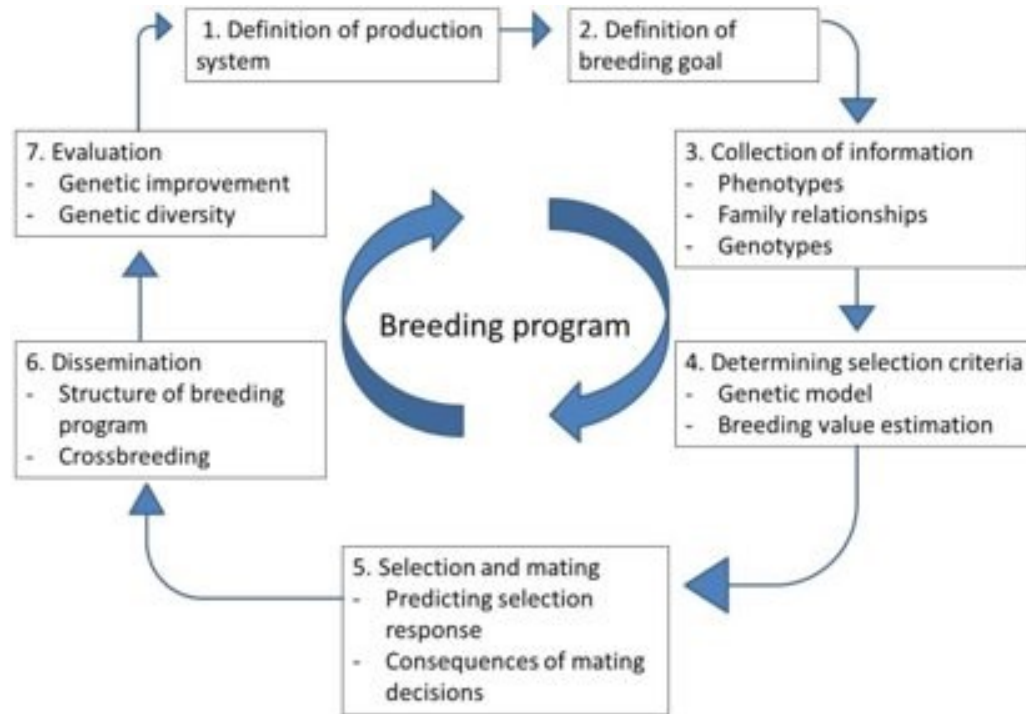 1. Definition of production
system
2. Definition of
breeding goal
3. Collection of information
- Phenotypes
- Family relationships
- Genotypes
4. Determining selection criteria
- Genetic model
- Breeding value estimation
5. Selection and mating
- Predicting selection
response
- Consequences of mating
decisions
6. Dissemination
- Structure of breeding
program
- Crossbreeding
7. Evaluation
- Genetic improvement
- Genetic diversity
Breeding program